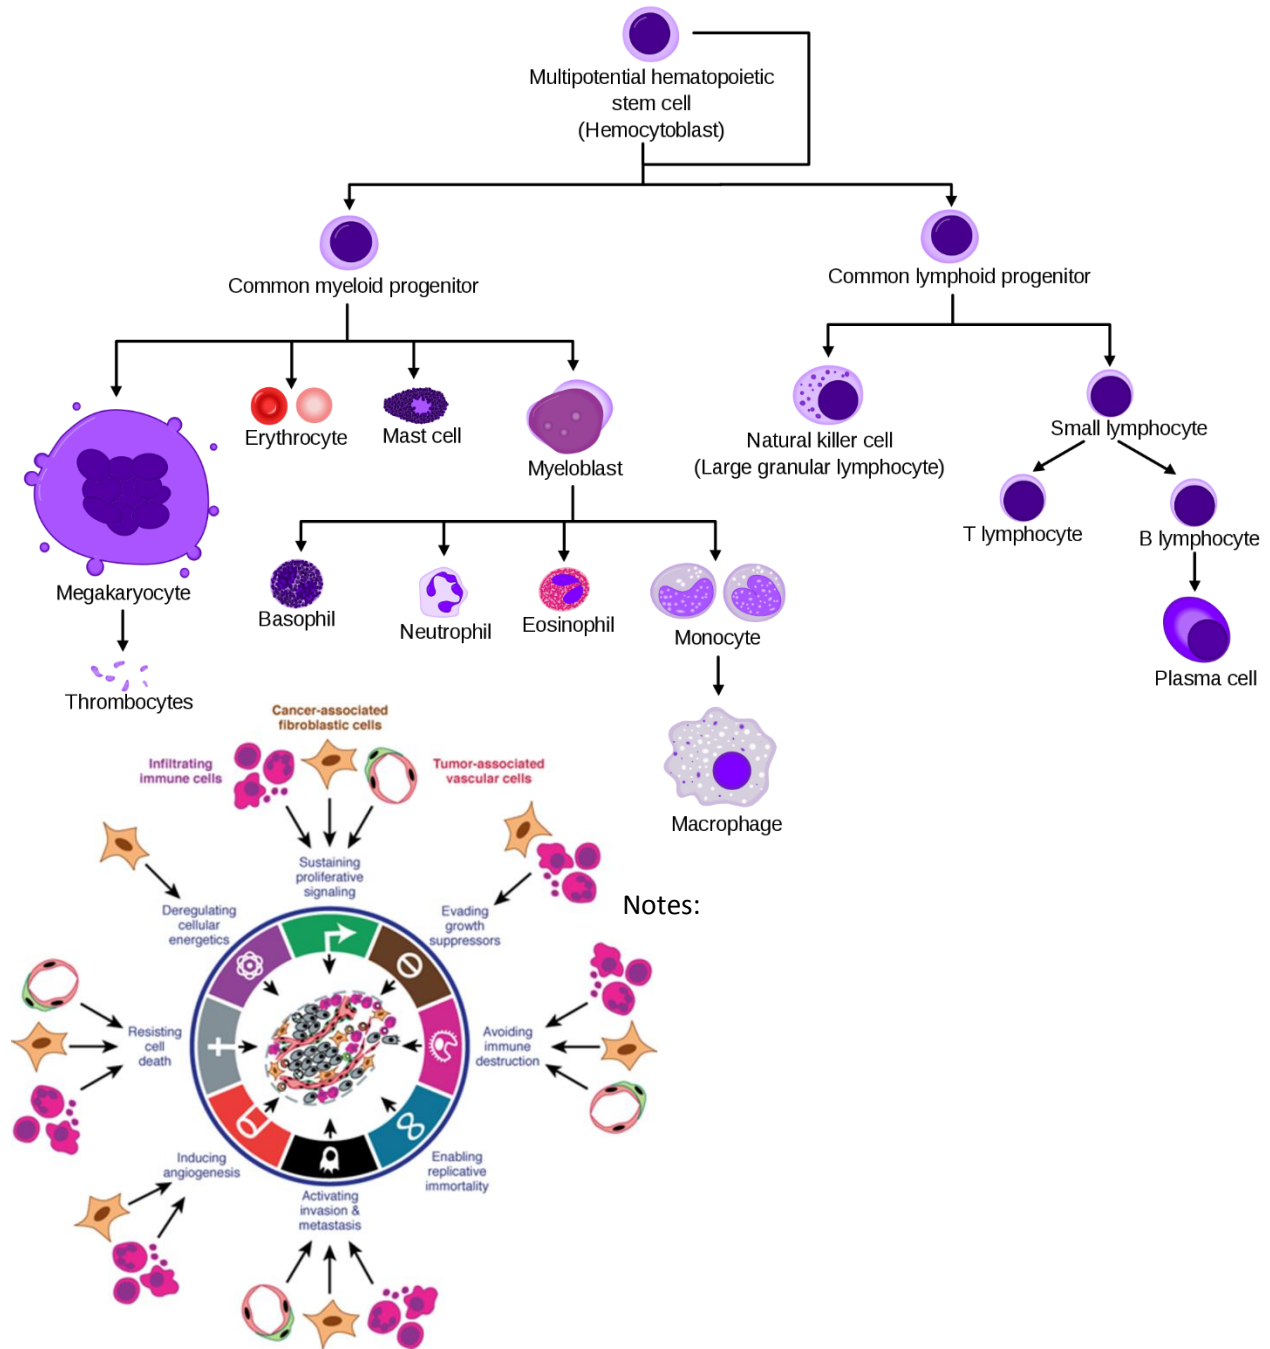 Multipotential hematopoietic
stem cell
(Hemocytoblast)
Common myeloid progenitor
Common lymphoid progenitor
Erythrocyte
Mast cell
Myeloblast
Natural killer cell
(Large granular lymphocyte)
Small lymphocyte
T lymphocyte
B lymphocyte
Megakaryocyte
Basophil
Neutrophil
Eosinophil
Monocyte
Plasma cell
Thrombocytes
Macrophage
Cancer-associated
fibroblastic cells
Infiltrating
immune cells
Tumor-associated
vascular cells
Sustaining
proliferative
signaling
Deregulating
cellular
energetics
Evading
growth
suppressors
Notes:
Resisting
cell
death
Avoiding
immune
destruction
Inducing
angiogenesis
Enabling
replicative
immortality
Activating
invasion &
metastasis